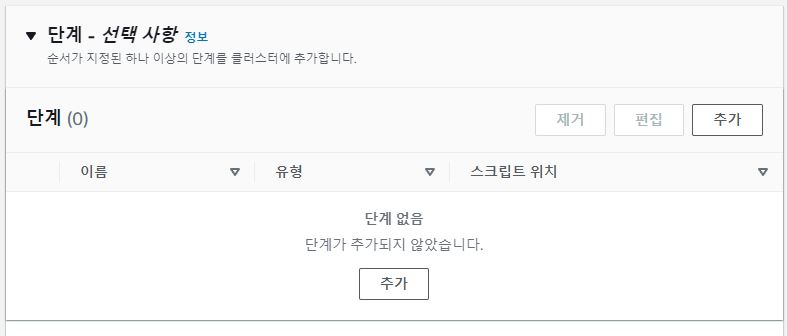 단계 - 선택 사항 정보
순서가 지정된 하나 이상의 단계를 클러스터에 추가합니다.
단계 (0) 제거 편집 추가
이름 유형 스크립트 위치
단계 없음
단계가 추가되지 않았습니다.
추가